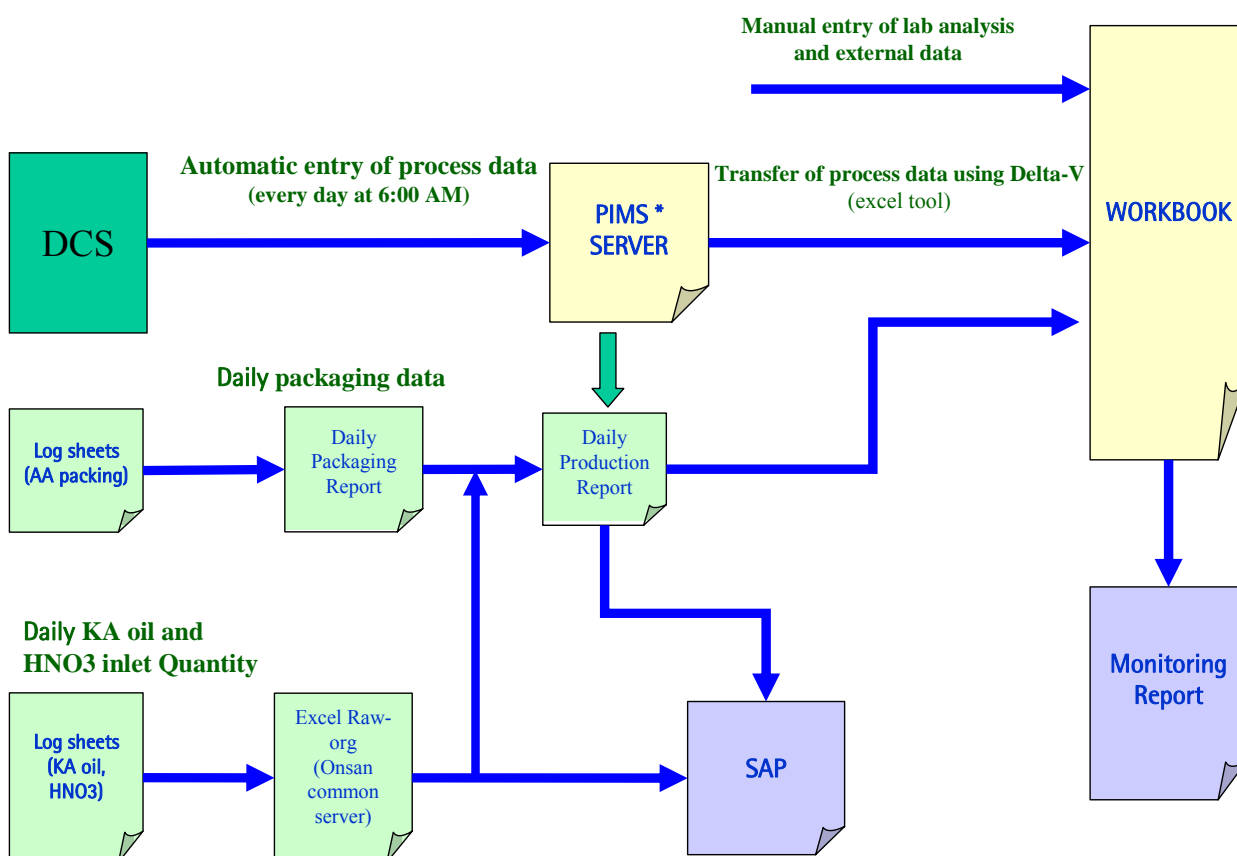 Manual entry of lab analysis
and external data
Automatic entry of process data
(every day at 6:00 AM)
Transfer of process data using Delta-V
(excel tool)
DCS
PIMS *
SERVER
WORKBOOK
Daily packaging data
Log sheets
(AA packing)
Daily
Packaging
Report
Daily
Production
Report
Daily KA oil and
HNO3 inlet Quantity
Log sheets
(KA oil,
HNO3)
Excel Raw-
org
(Onsan
common
server)
SAP
Monitoring
Report